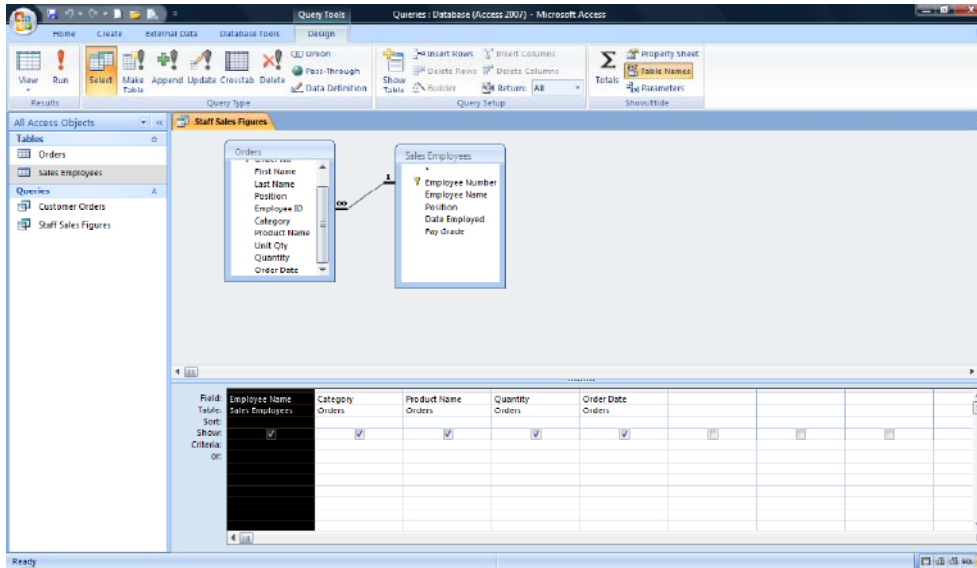 Query Tools Quieries : Database (Access 2007) - Microsoft Access
Home Create External Data Database Tools Design
View
Run
Select
Make Table
Append
Update
Crosstab
Delete
Union
Pass-Through
Data Definition
Show Table
Insert Rows
Delete Rows
Builder
Insert Columns
Delete Columns
Return: All
Totals
Property Sheet
Table Names
Parameters
Results Query Type Query Setup Show/Hide
All Access Objects
Tables
Orders
Sales Employees
Queries
Customer Orders
Staff Sales Figures
Staff Sales Figures
Orders
First Name
Last Name
Position
Employee ID
Category
Product Name
Unit Qty
Quantity
Order Date
∞
1
Sales Employees
*
Employee Number
Employee Name
Position
Date Employed
Pay Grade
Field: Employee Name Category Product Name Quantity Order Date
Table: Sales Employees Orders Orders Orders Orders
Sort:
Show:
Criteria:
or:
Ready
SQL